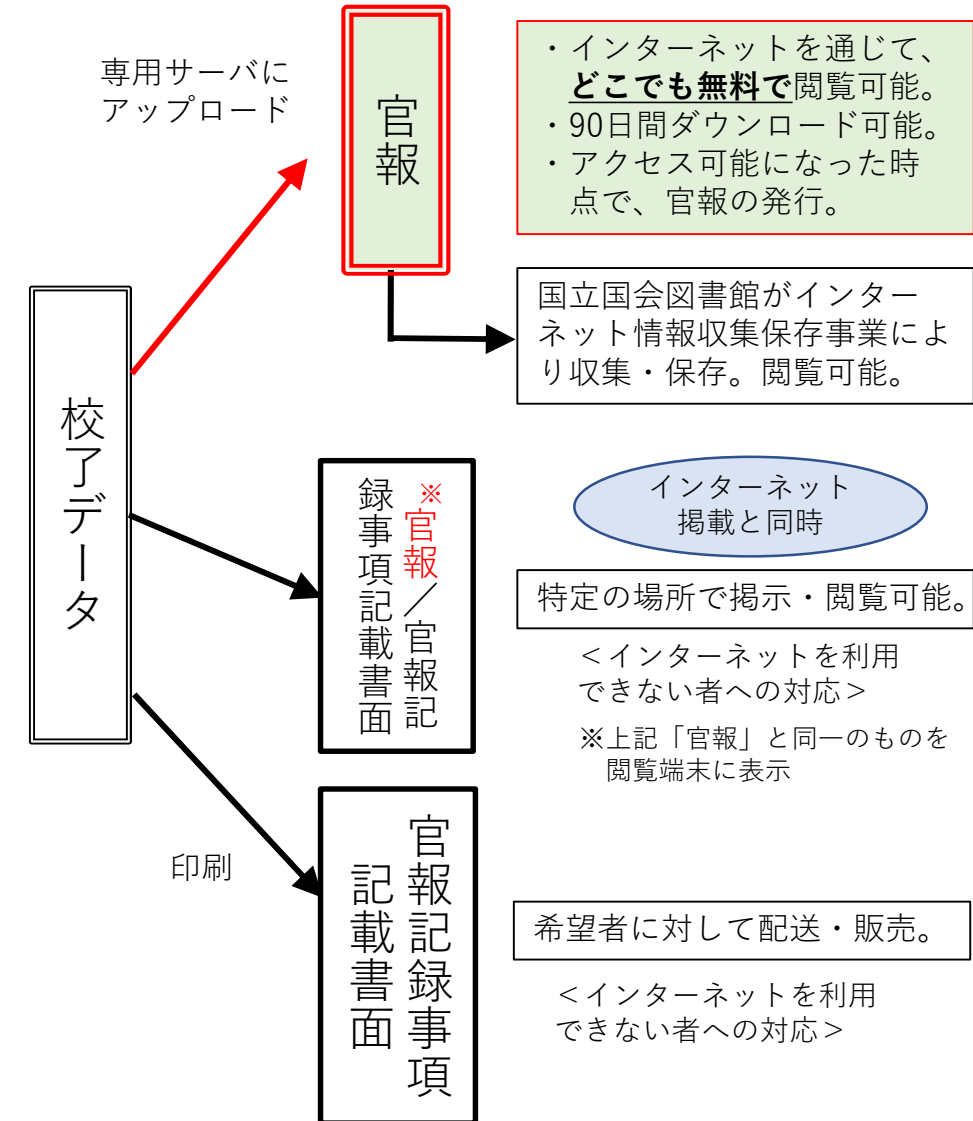 専用サーバに
アップロード
官報
・インターネットを通じて、
どこでも無料で閲覧可能。
・90日間ダウンロード可能。
・アクセス可能になった時
点で、官報の発行。
国立国会図書館がインター
ネット情報収集保存事業によ
り収集・保存。閲覧可能。
校了データ
※官報／官報記
録事項記載書面
インターネット
掲載と同時
特定の場所で掲示・閲覧可能。
＜インターネットを利用
できない者への対応＞
※上記「官報」と同一のものを
閲覧端末に表示
印刷
官報記録事項
記載書面
希望者に対して配送・販売。
＜インターネットを利用
できない者への対応＞